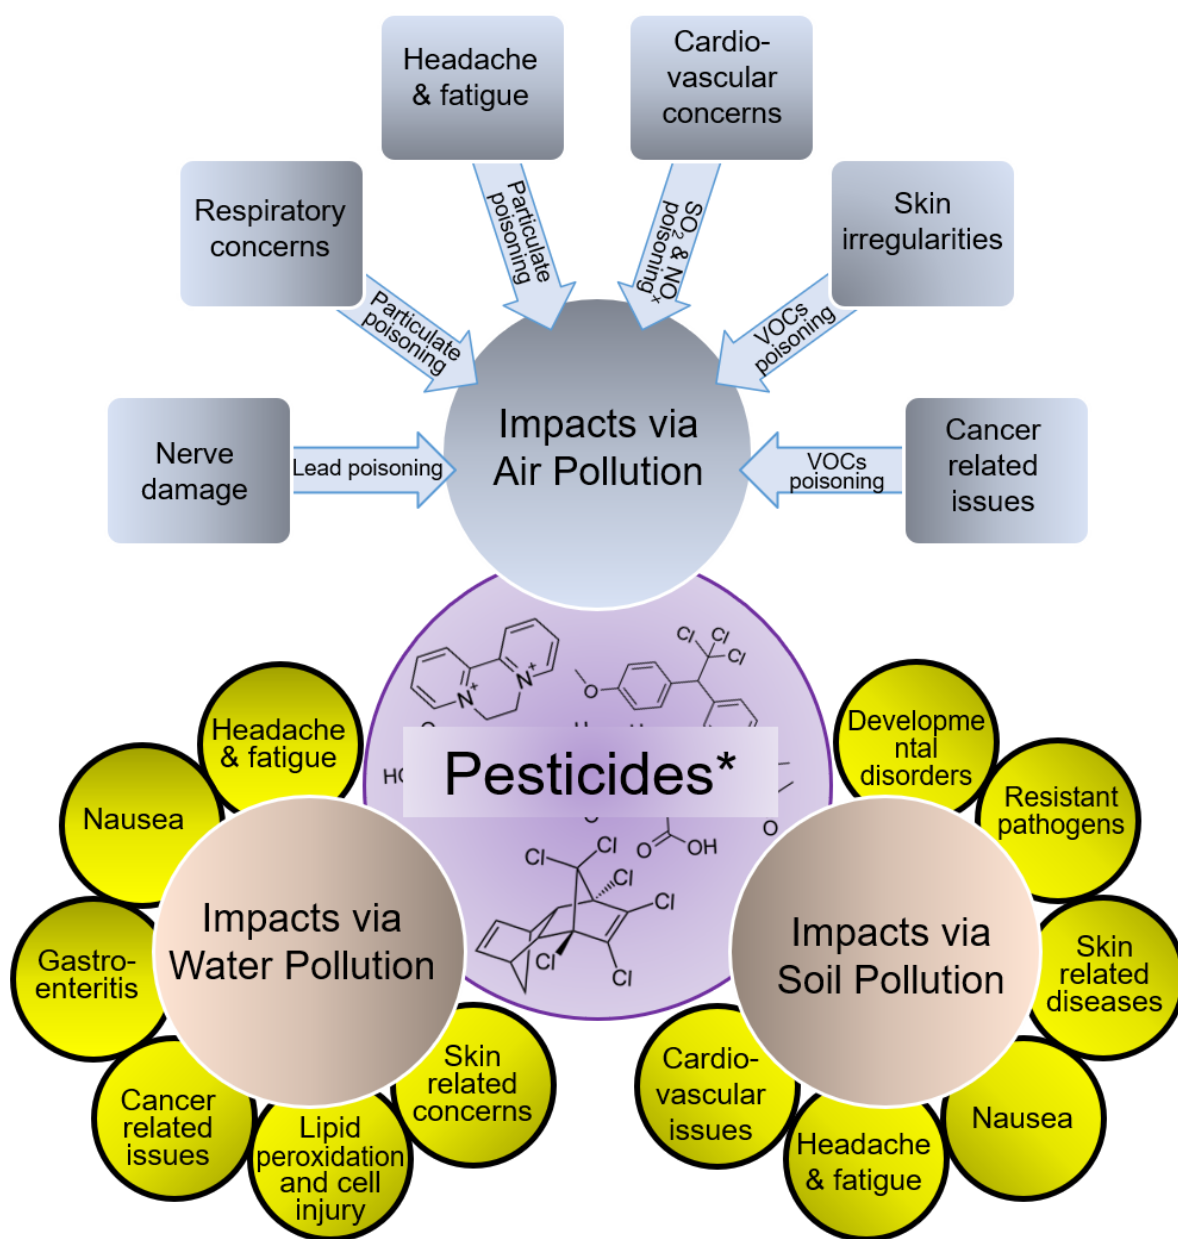 Headache
& fatigue
Cardio-
vascular
concerns
Respiratory
concerns
Skin
irregularities
Particulate
poisoning
SO₂ & NOₓ
poisoning
Particulate
poisoning
VOCs
poisoning
Nerve
damage
Lead poisoning
Impacts via
Air Pollution
VOCs
poisoning
Cancer
related
issues
Cl
Cl
Cl
N+
N+
O
Headache
& fatigue
Developme
ntal
disorders
Pesticides*
Nausea
Resistant
pathogens
O
O
OH
O
Cl
Cl
Cl
Cl
Cl
Cl
Impacts via
Water Pollution
Impacts via
Soil Pollution
Gastro-
enteritis
Skin
related
diseases
Cancer
related
issues
Lipid
peroxidation
and cell
injury
Skin
related
concerns
Cardio-
vascular
issues
Headache
& fatigue
Nausea